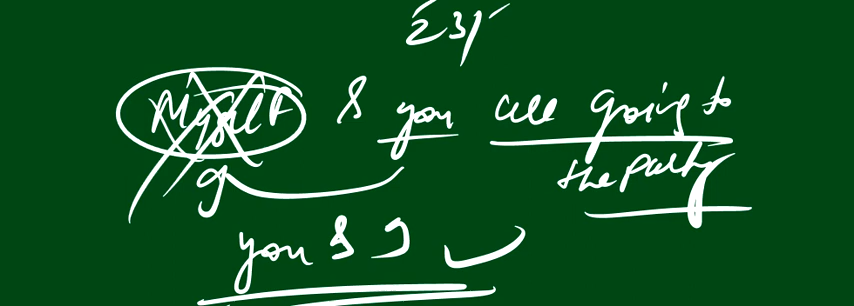 231
Myself & you are going to
the party
I
you & I ✓